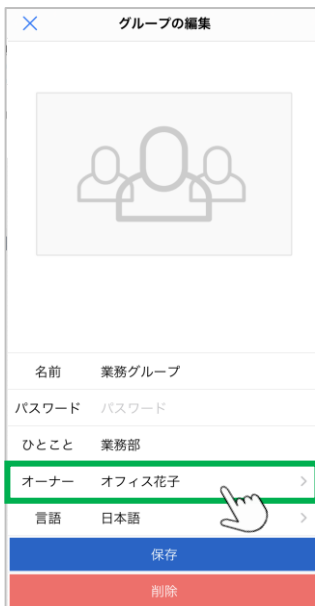 グループの編集
名前 業務グループ
パスワード パスワード
ひとこと 業務部
オーナー オフィス花子
言語 日本語
保存
削除